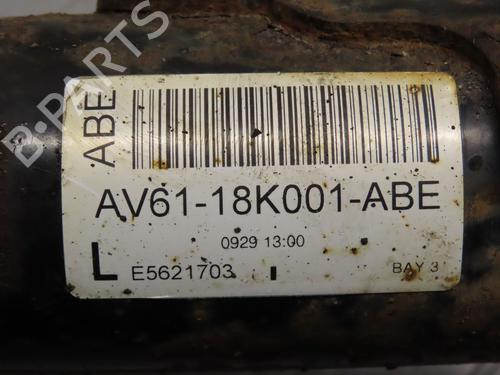 B-PARTS
ABE
AV61-18K001-ABE
0929 13:00
L E5621703 BAY 3